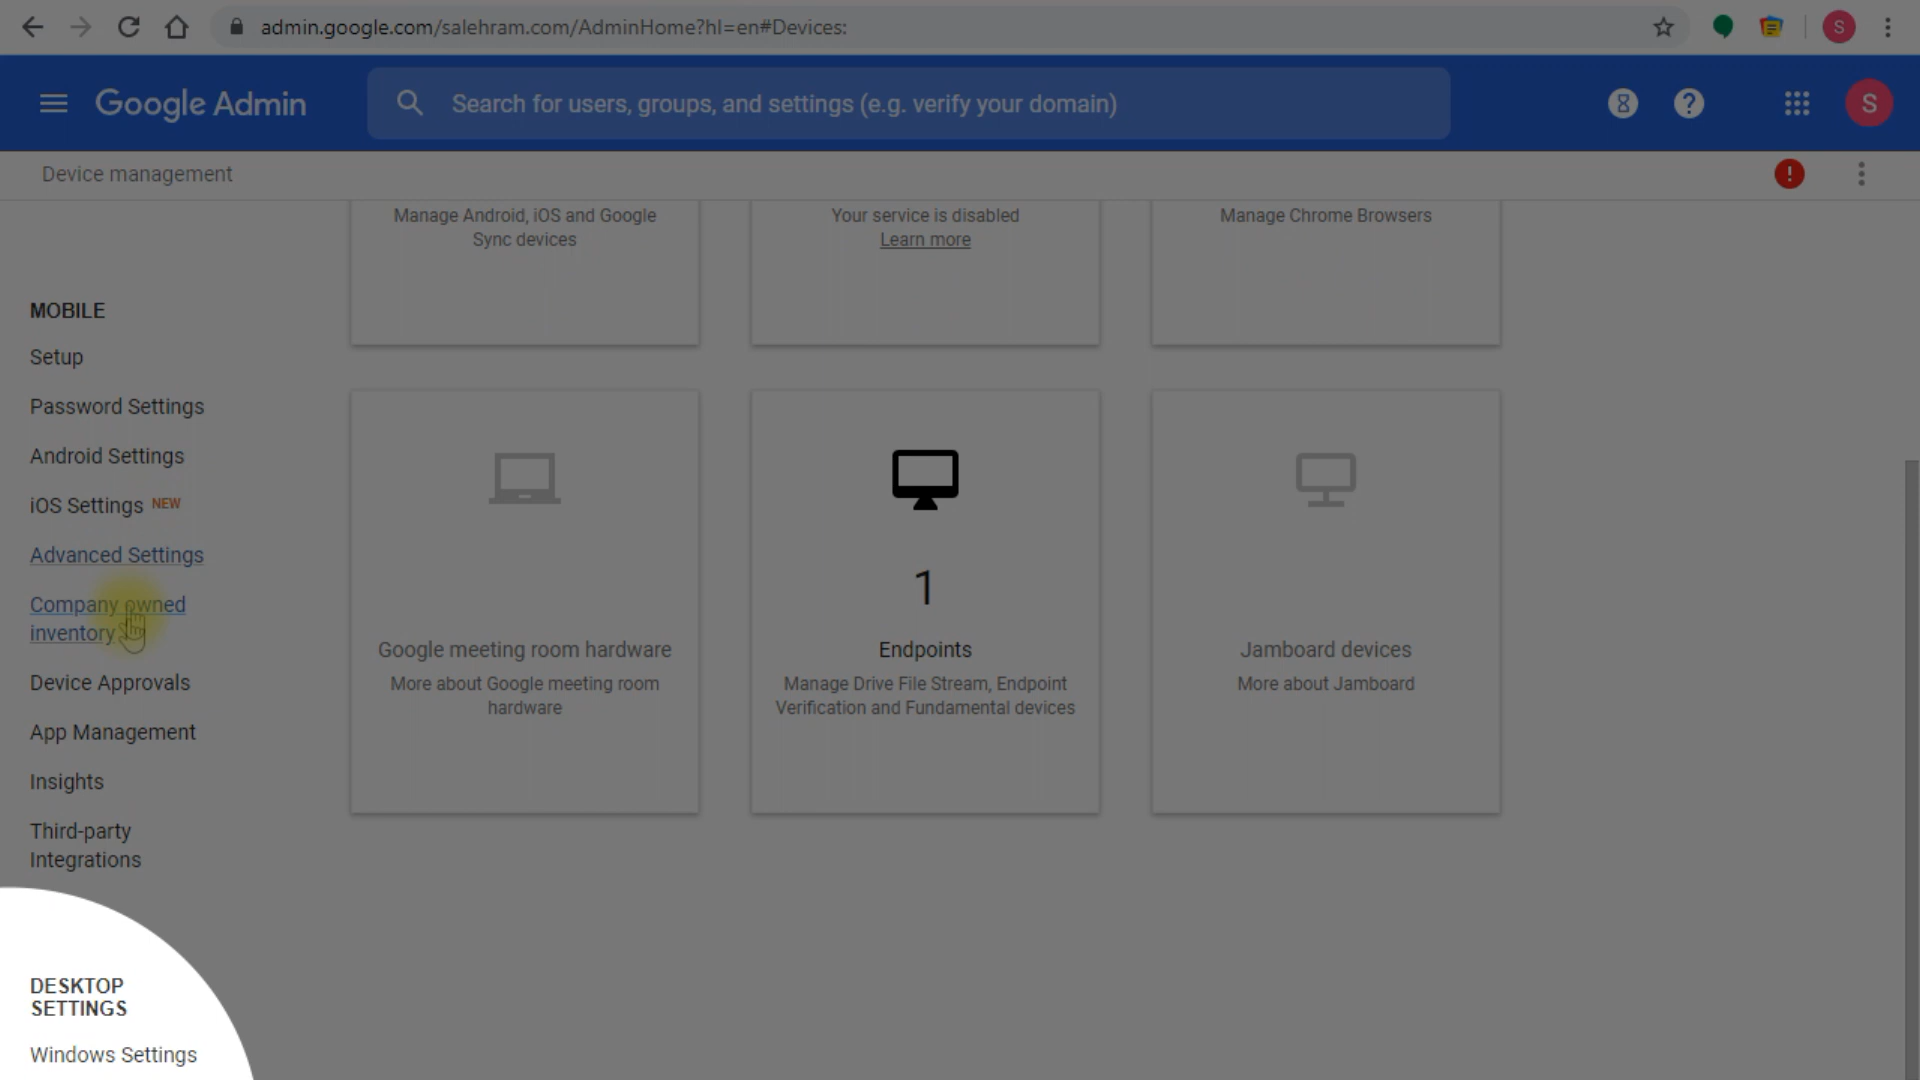 admin.google.com/salehram.com/AdminHome?hl=en#Devices:
S
Google Admin
Search for users, groups, and settings (e.g. verify your domain)
S
Device management
Manage Android, iOS and Google
Sync devices
Your service is disabled
Learn more
Manage Chrome Browsers
MOBILE
Setup
Password Settings
Android Settings
iOS Settings NEW
Advanced Settings
Company owned
inventory
Device Approvals
App Management
Insights
Third-party
Integrations
DESKTOP
SETTINGS
Windows Settings
Google meeting room hardware
More about Google meeting room
hardware
1
Endpoints
Manage Drive File Stream, Endpoint
Verification and Fundamental devices
Jamboard devices
More about Jamboard